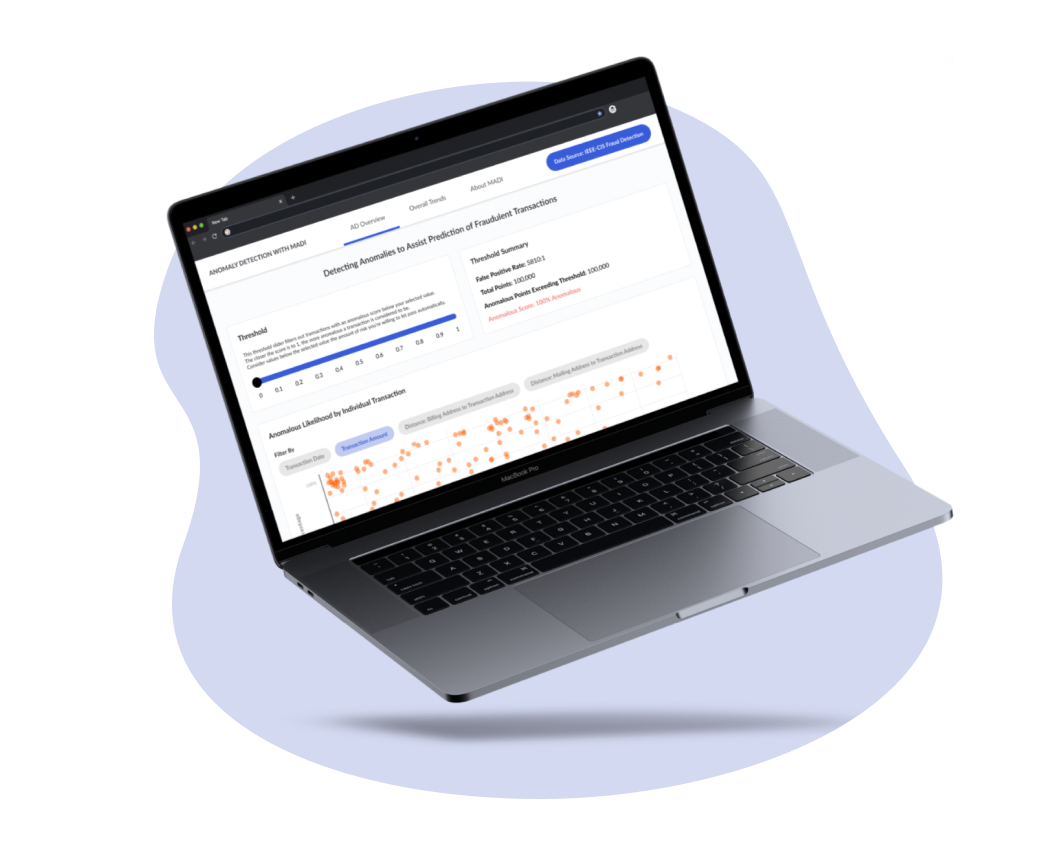 New Tab
ANOMALY DETECTION WITH MADI
AD Overview
Overall Trends
About MADI
Data Source: IEEE-CIS Fraud Detection
Detecting Anomalies to Assist Prediction of Fraudulent Transactions
Threshold
This threshold slider filters out transactions with an anomalous score below your selected value.
The closer the score is to 1, the more anomalous a transaction is considered to be.
Consider values below the selected value the amount of risk you're willing to let pass automatically.
0 0.1 0.2 0.3 0.4 0.5 0.6 0.7 0.8 0.9 1
Threshold Summary
False Positive Rate: 5810:1
Total Points: 100,000
Anomalous Points Exceeding Threshold: 100,000
Anomalous Score: 100% Anomalous
Anomalous Likelihood by Individual Transaction
Filter By
Transaction Date
Transaction Amount
Distance: Billing Address to Transaction Address
Distance: Mailing Address to Transaction Address
MacBook Pro